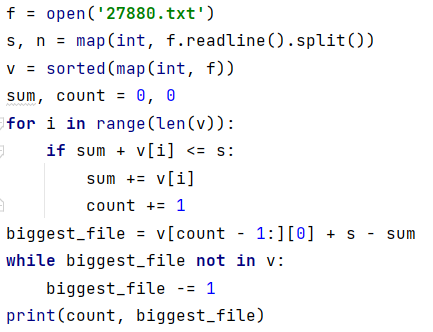 f = open('27880.txt')
s, n = map(int, f.readline().split())
v = sorted(map(int, f))
sum, count = 0, 0
for i in range(len(v)):
    if sum + v[i] <= s:
        sum += v[i]
        count += 1
biggest_file = v[count - 1:][0] + s - sum
while biggest_file not in v:
    biggest_file -= 1
print(count, biggest_file)